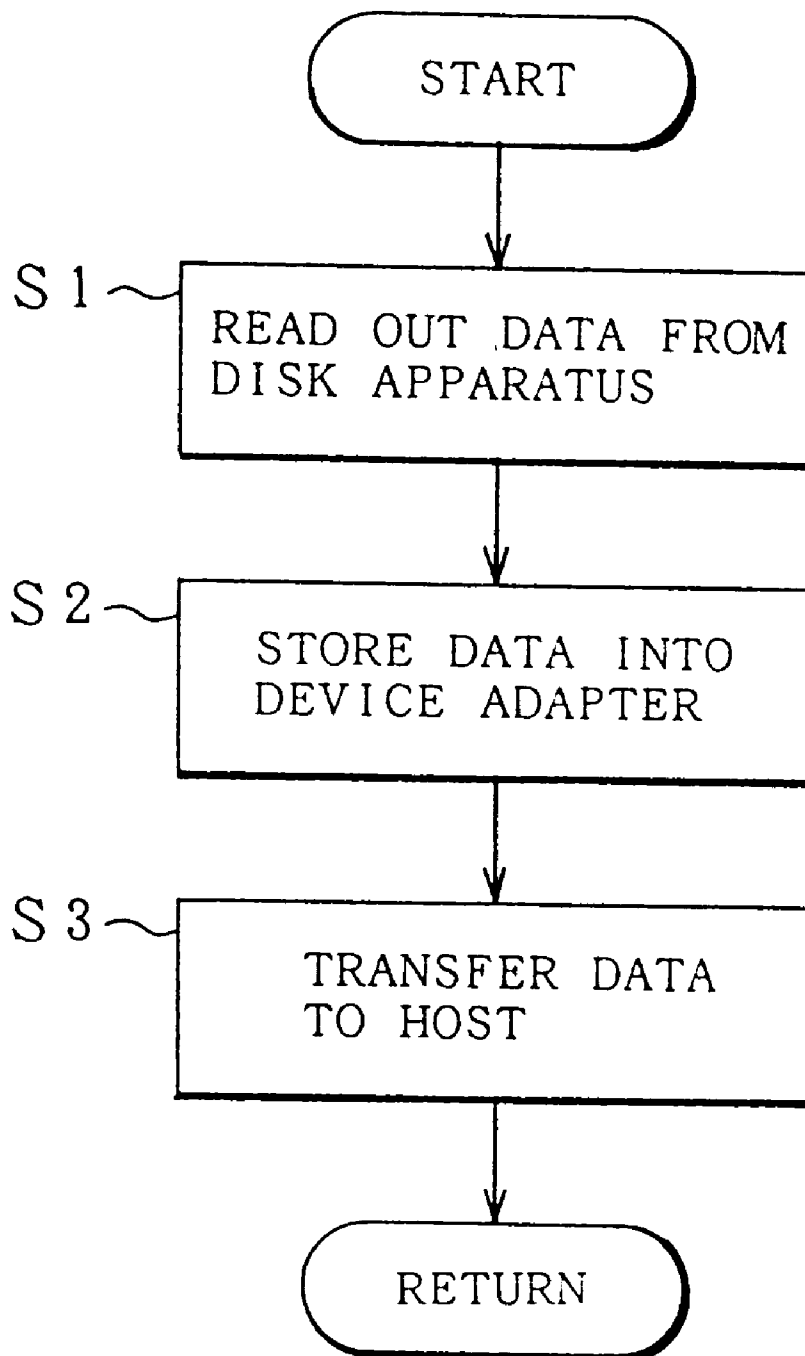 START
S1
READ OUT DATA FROM
DISK APPARATUS
S2
STORE DATA INTO
DEVICE ADAPTER
S3
TRANSFER DATA
TO HOST
RETURN